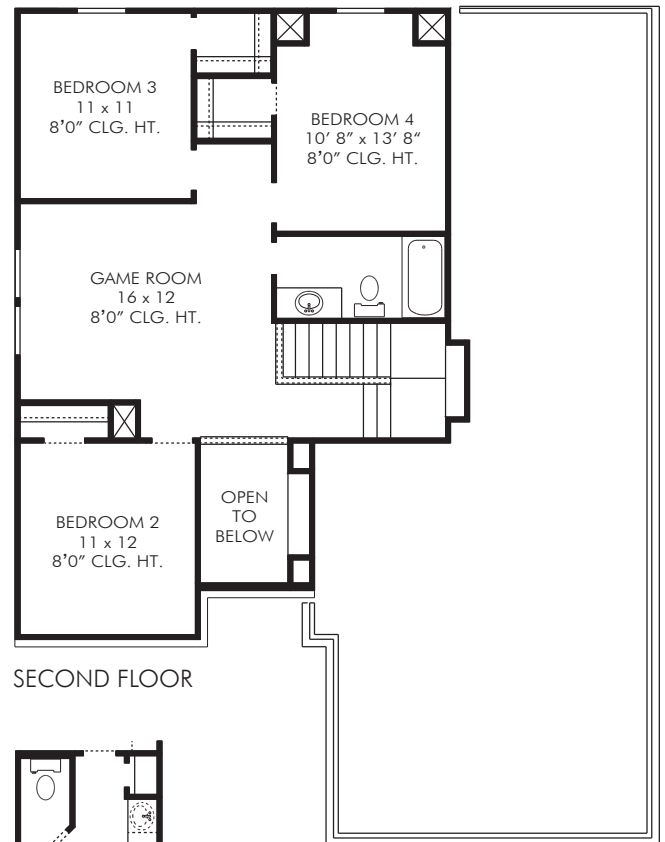 BEDROOM 3
11 x 11
8'0" CLG. HT.
BEDROOM 4
10' 8" x 13' 8"
8'0" CLG. HT.
GAME ROOM
16 x 12
8'0" CLG. HT.
BEDROOM 2
11 x 12
8'0" CLG. HT.
OPEN
TO
BELOW
SECOND FLOOR